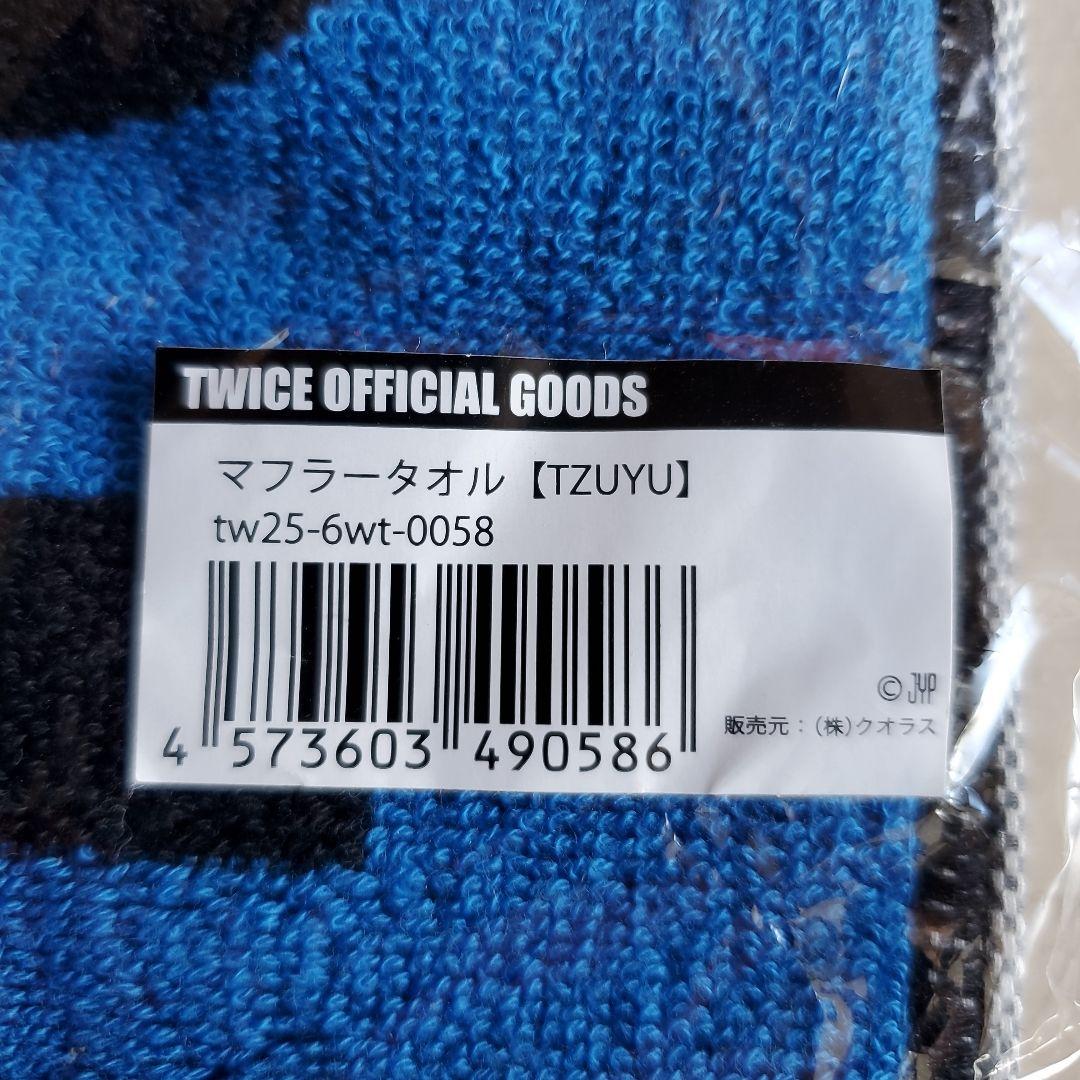 TWICE OFFICIAL GOODS
マフラータオル【TZUYU】
tw25-6wt-0058
4 573603 490586
© JYP
販売元：(株)クオラス